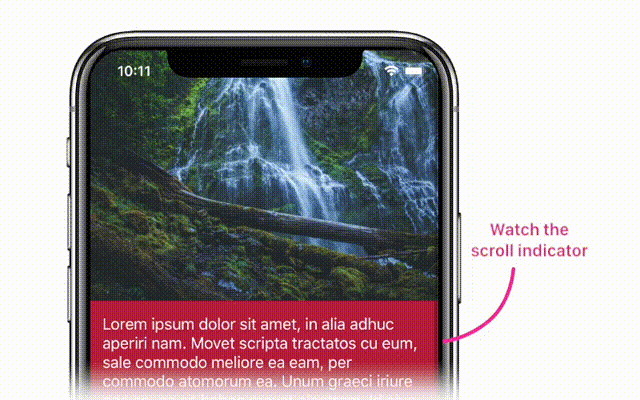 10:11
Watch the
scroll indicator
Lorem ipsum dolor sit amet, in alia adhuc
aperiri nam. Movet scripta tractatos cu eum,
sale commodo meliore ea eam, per
commodo atomorum ea. Unum graeci iriure